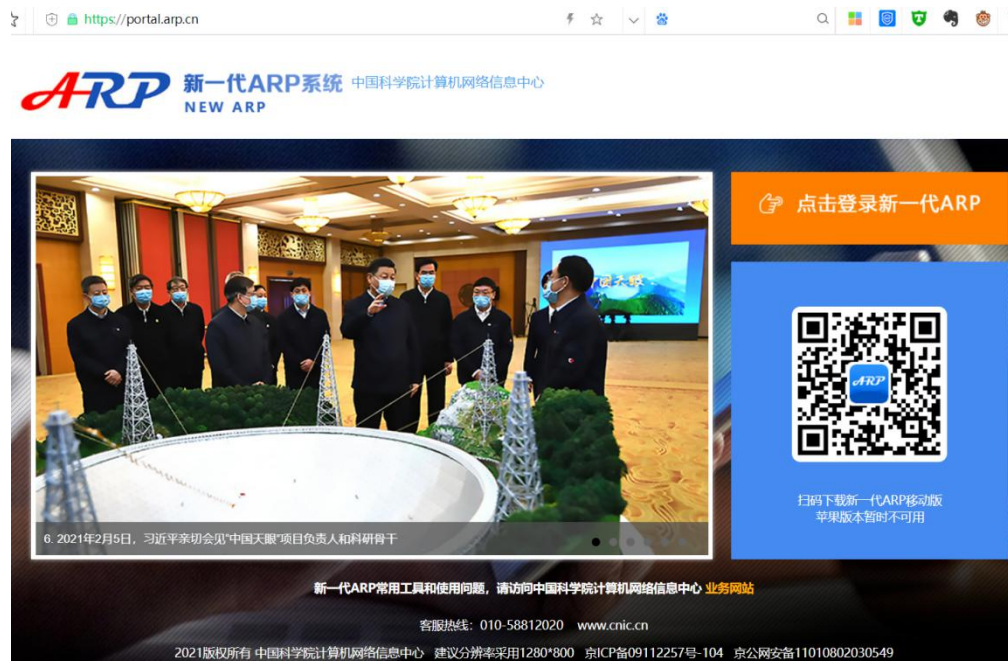 https://portal.arp.cn
ARP 新一代ARP系统 中国科学院计算机网络信息中心
NEW ARP
点击登录新一代ARP
中国天眼
ARP
扫码下载新一代ARP移动版
苹果版本暂时不可用
6. 2021年2月5日，习近平亲切会见“中国天眼”项目负责人和科研骨干
新一代ARP常用工具和使用问题，请访问中国科学院计算机网络信息中心 业务网站
客服热线：010-58812020 www.cnic.cn
2021版权所有 中国科学院计算机网络信息中心 建议分辨率采用1280*800 京ICP备09112257号-104 京公网安备11010802030549